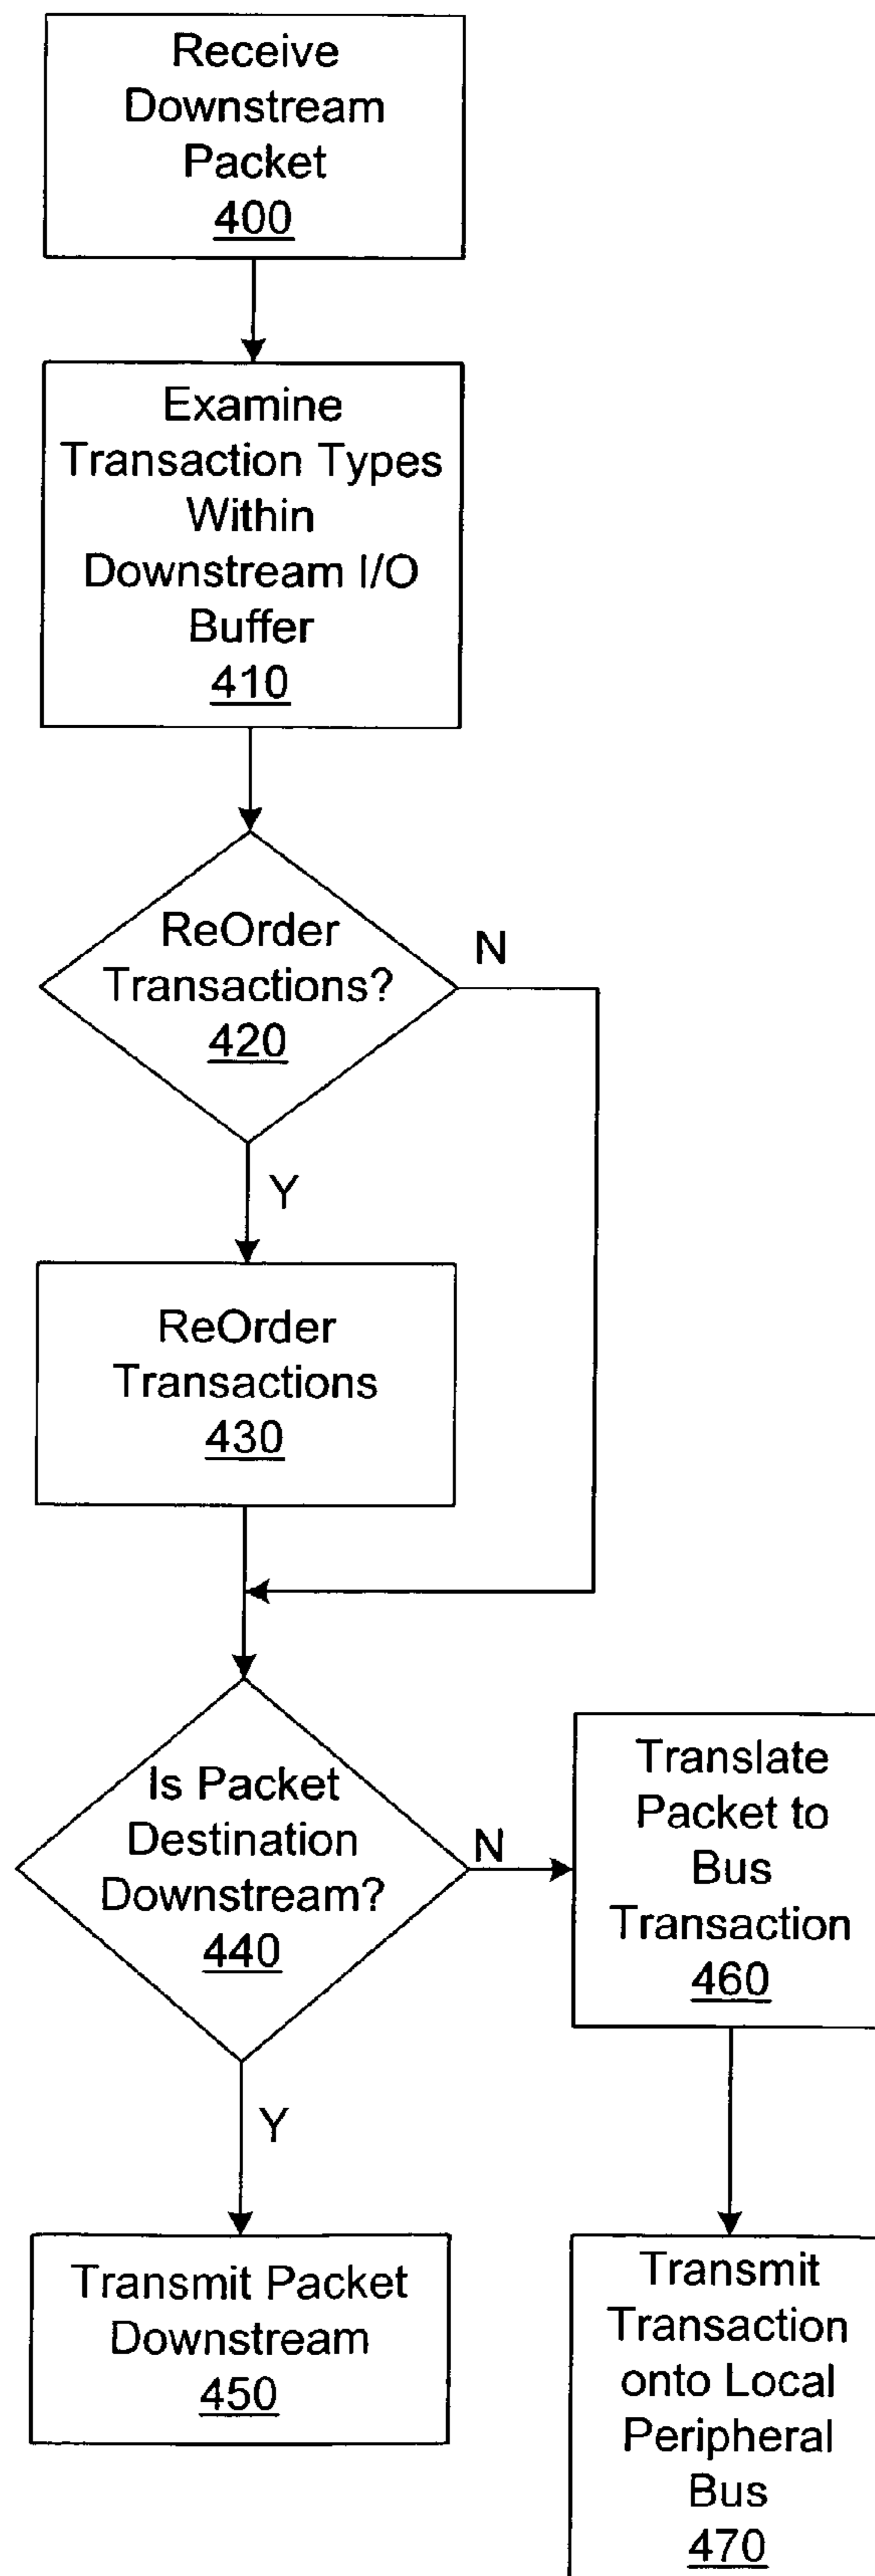 Receive
Downstream
Packet
400
Examine
Transaction Types
Within
Downstream I/O
Buffer
410
ReOrder
Transactions?
420
N
Y
ReOrder
Transactions
430
Is Packet
Destination
Downstream?
440
N
Y
Translate
Packet to
Bus
Transaction
460
Transmit Packet
Downstream
450
Transmit
Transaction
onto Local
Peripheral
Bus
470